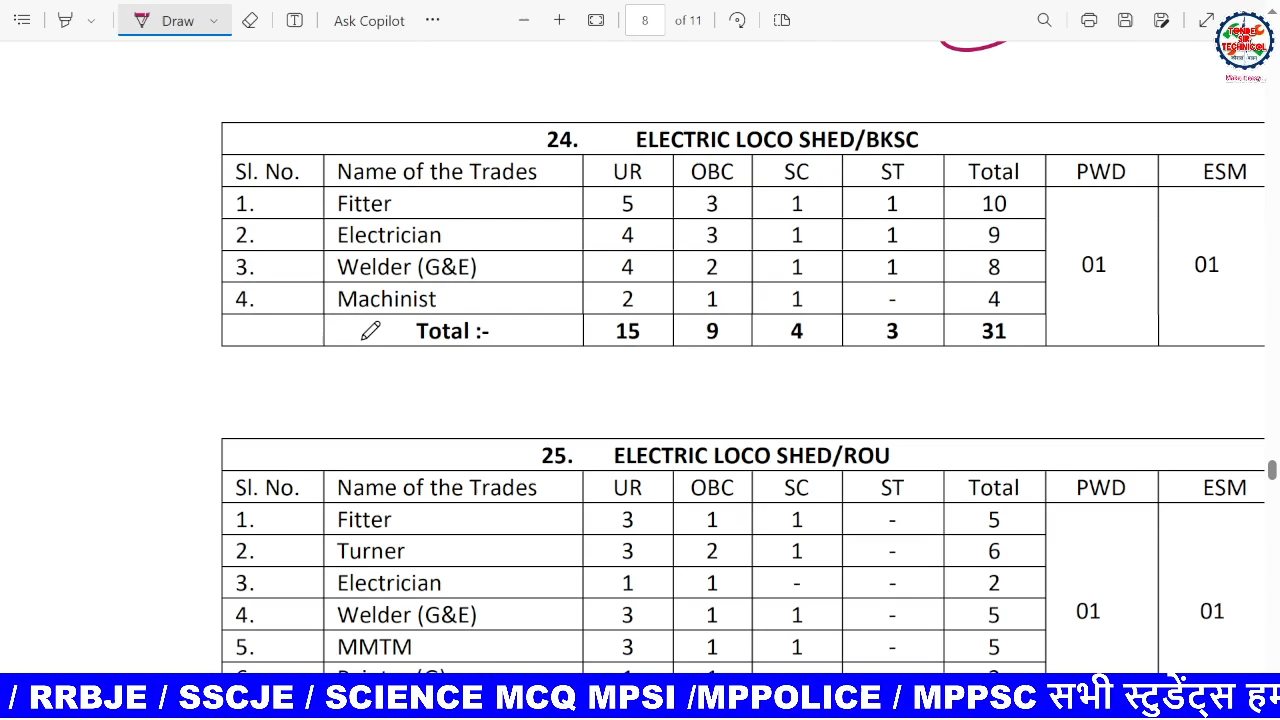 Draw Ask Copilot 8 of 11
TONDE
SIR
TECHNICOL
24. ELECTRIC LOCO SHED/BKSC
Sl. No. Name of the Trades UR OBC SC ST Total PWD ESM
1. Fitter 5 3 1 1 10
2. Electrician 4 3 1 1 9
3. Welder (G&E) 4 2 1 1 8 01 01
4. Machinist 2 1 1 - 4
Total :- 15 9 4 3 31
25. ELECTRIC LOCO SHED/ROU
Sl. No. Name of the Trades UR OBC SC ST Total PWD ESM
1. Fitter 3 1 1 - 5
2. Turner 3 2 1 - 6
3. Electrician 1 1 - - 2
4. Welder (G&E) 3 1 1 - 5 01 01
5. MMTM 3 1 1 - 5
/ RRBJE / SSCJE / SCIENCE MCQ MPSI /MPPOLICE / MPPSC सभी स्टुडेंट्स